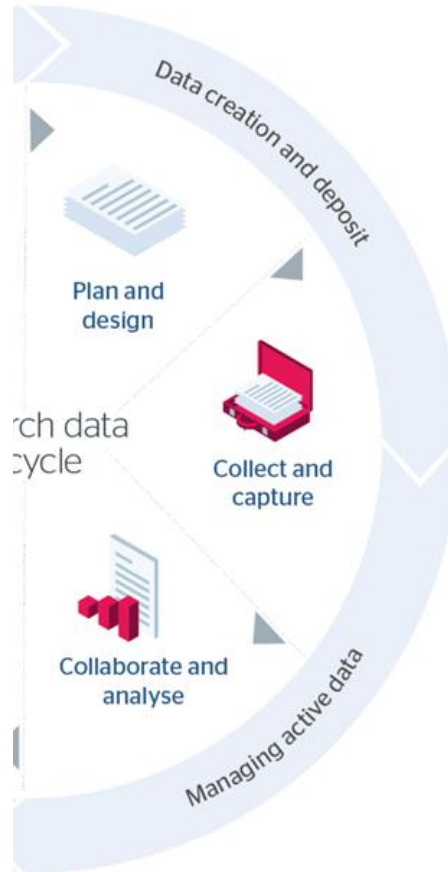 Data creation and deposit
Plan and
design
rch data
cycle
Collect and
capture
Collaborate and
analyse
Managing active data